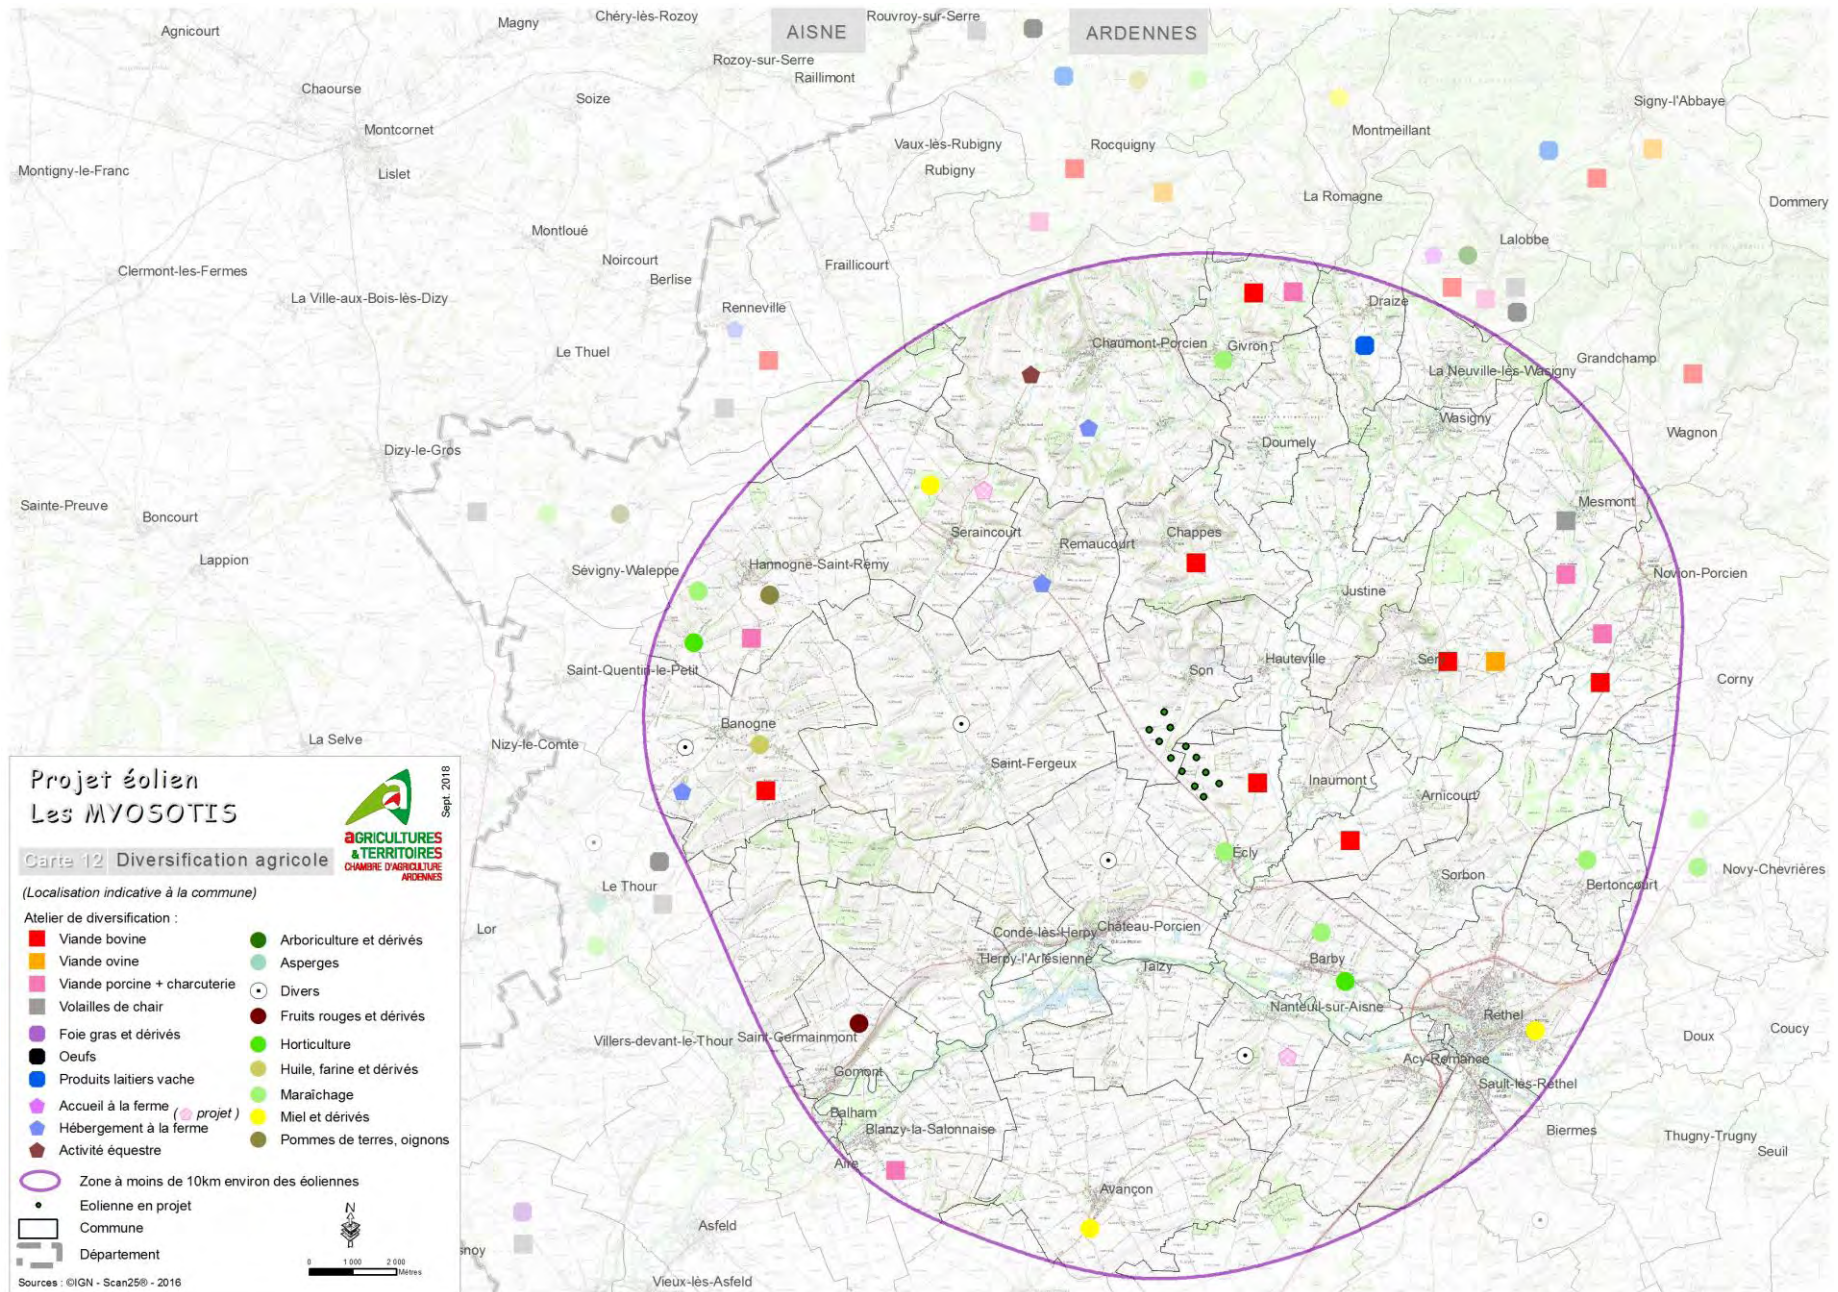 Agnicourt
Magny
Chéry-lès-Rozoy
AISNE
Rouvroy-sur-Serre
ARDENNES
Rozoy-sur-Serre
Raillimont
Chaourse
Soize
Signy-l'Abbaye
Montcornet
Vaux-lès-Rubigny
Rocquigny
Montmeillant
Montigny-le-Franc
Lislet
Rubigny
La Romagne
Dommery
Montloué
Lalobbe
Clermont-les-Fermes
Noircourt
Berlise
Fraillicourt
La Ville-aux-Bois-lès-Dizy
Renneville
Draize
Le Thuel
Chaumont-Porcien
Givron
Grandchamp
La Neuville-lès-Wasigny
Wasigny
Wagnon
Dizy-le-Gros
Doumely
Sainte-Preuve
Boncourt
Mesmont
Lappion
Seraincourt
Remaucourt
Chappes
Sévigny-Waleppe
Hannogne-Saint-Rémy
Novion-Porcien
Justine
Saint-Quentin-le-Petit
Son
Hauteville
Sery
Corny
Banogne
La Selve
Nizy-le-Comte
Saint-Fergeux
Inaumont
Arnicourt
Écly
Le Thour
Sorbon
Bertoncourt
Novy-Chevrières
Lor
Condé-lès-Herpy
Château-Porcien
Herpy-l'Arlésienne
Taizy
Barby
Nanteuil-sur-Aisne
Rethel
Villers-devant-le-Thour
Saint-Germainmont
Doux
Coucy
Gomont
Acy-Romance
Sault-lès-Rethel
Balham
Blanzy-la-Salonnaise
Biermes
Thugny-Trugny
Seuil
Aire
Avançon
Asfeld
Vieux-lès-Asfeld
Projet éolien
Les MYOSOTIS
Sept. 2018
aGRICULTURES
& TERRITOIRES
CHAMBRE D'AGRICULTURE
ARDENNES
Carte 12 Diversification agricole
(Localisation indicative à la commune)
Atelier de diversification :
Viande bovine
Viande ovine
Viande porcine + charcuterie
Volailles de chair
Foie gras et dérivés
Oeufs
Produits laitiers vache
Accueil à la ferme ( projet )
Hébergement à la ferme
Activité équestre
Arboriculture et dérivés
Asperges
Divers
Fruits rouges et dérivés
Horticulture
Huile, farine et dérivés
Maraîchage
Miel et dérivés
Pommes de terres, oignons
Zone à moins de 10km environ des éoliennes
Eolienne en projet
Commune
Département
N
0 1 000 2 000
Mètres
Sources : ©IGN - Scan25® - 2016